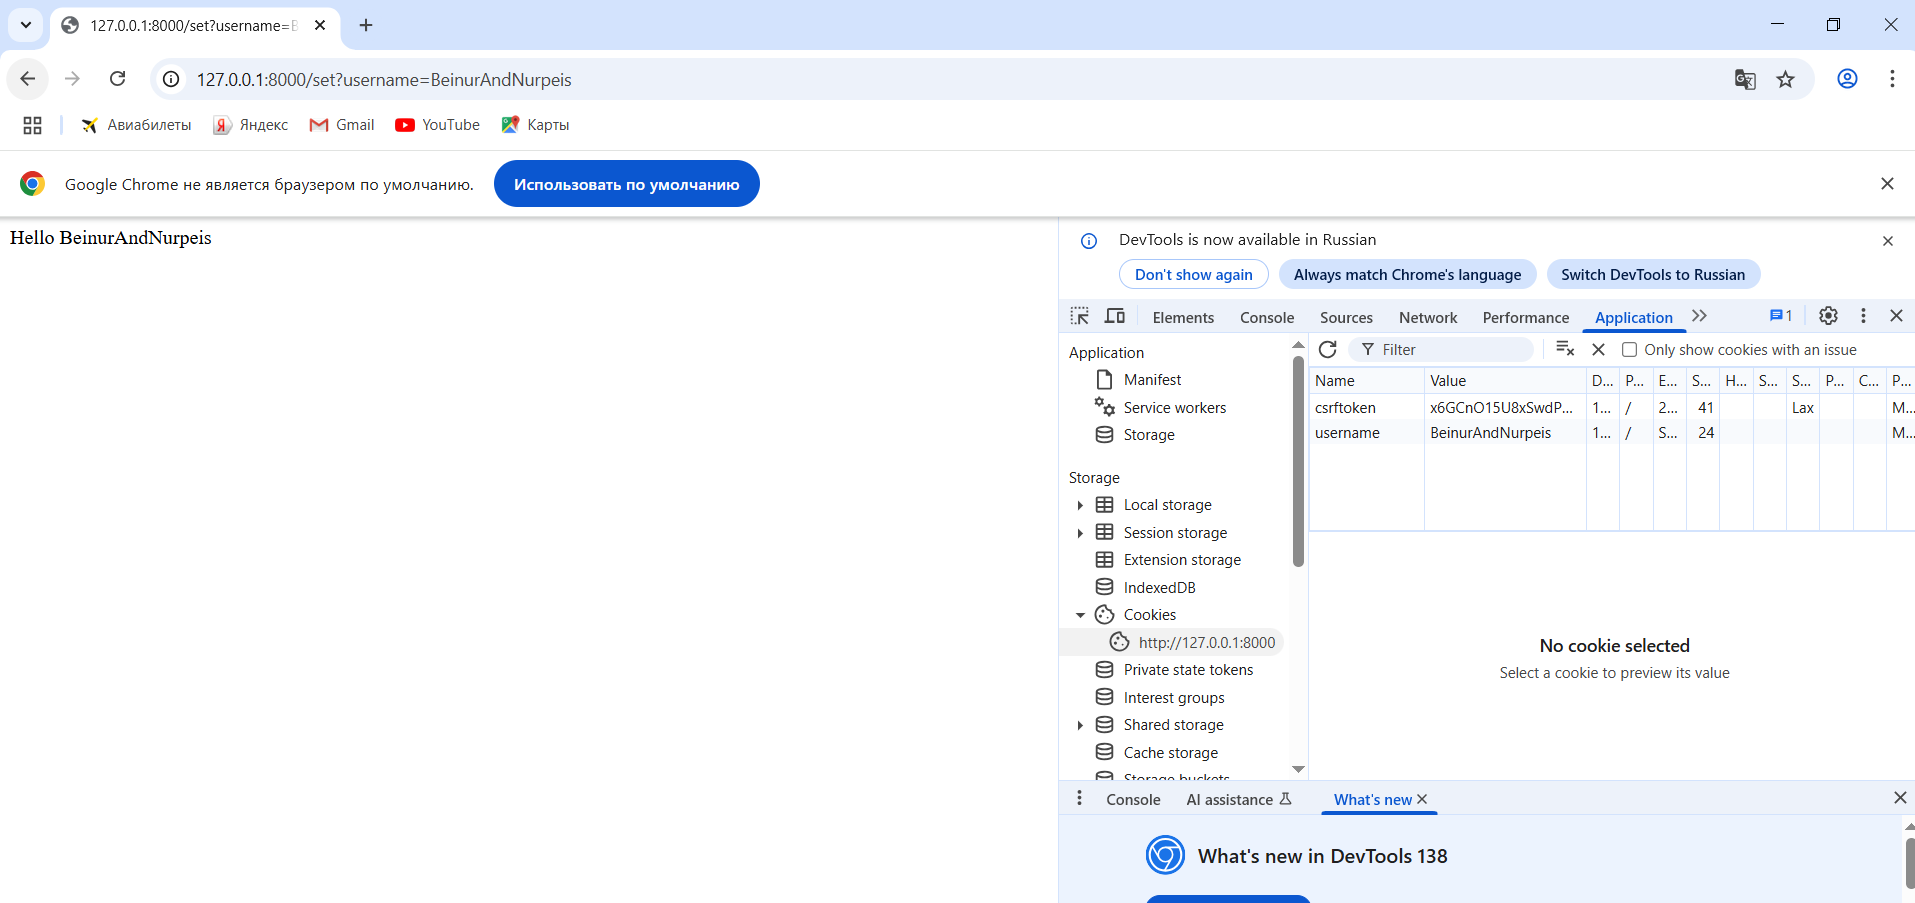 127.0.0.1:8000/set?username=B
127.0.0.1:8000/set?username=BeinurAndNurpeis
Авиабилеты Яндекс Gmail YouTube Карты
Google Chrome не является браузером по умолчанию. Использовать по умолчанию
Hello BeinurAndNurpeis
DevTools is now available in Russian
Don't show again Always match Chrome's language Switch DevTools to Russian
Elements Console Sources Network Performance Application 1
Application
Manifest
Service workers
Storage
Storage
Local storage
Session storage
Extension storage
IndexedDB
Cookies
http://127.0.0.1:8000
Private state tokens
Interest groups
Shared storage
Cache storage
Storage buckets
Filter Only show cookies with an issue
Name Value D... P... E... S... H... S... S... P... C... P...
csrftoken x6GCnO15U8xSwdP... 1... / 2... 41 Lax M...
username BeinurAndNurpeis 1... / S... 24 M...
No cookie selected
Select a cookie to preview its value
Console AI assistance What's new
What's new in DevTools 138